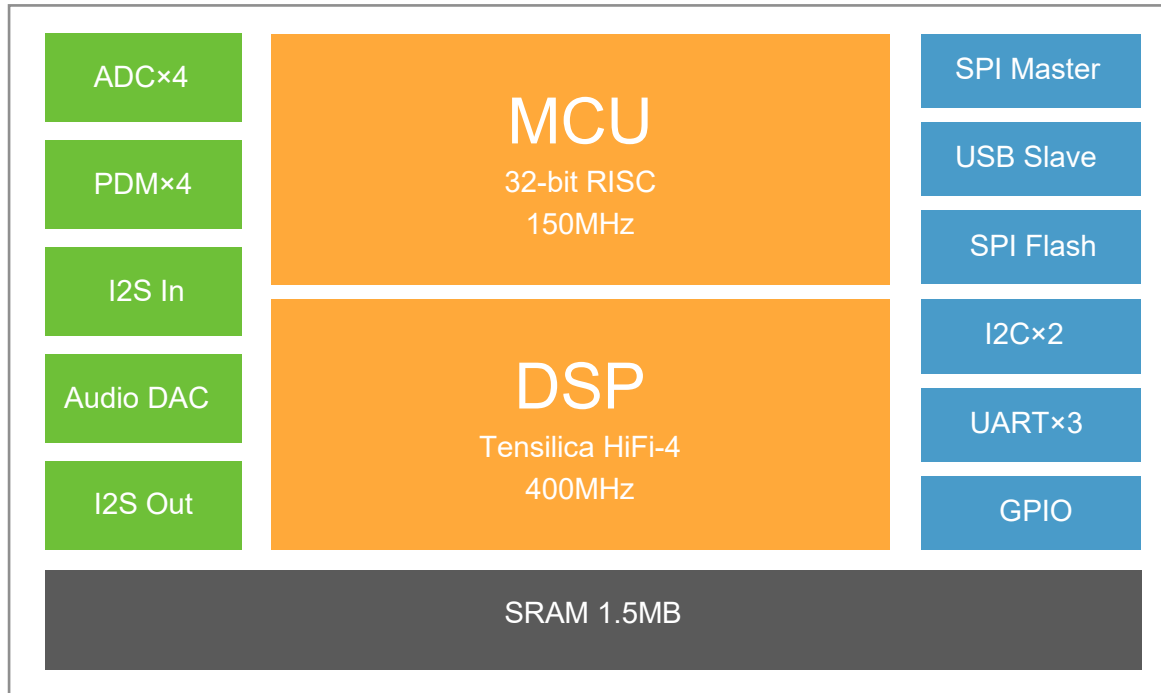 ADC×4
PDM×4
I2S In
Audio DAC
I2S Out
MCU
32-bit RISC
150MHz
DSP
Tensilica HiFi-4
400MHz
SPI Master
USB Slave
SPI Flash
I2C×2
UART×3
GPIO
SRAM 1.5MB